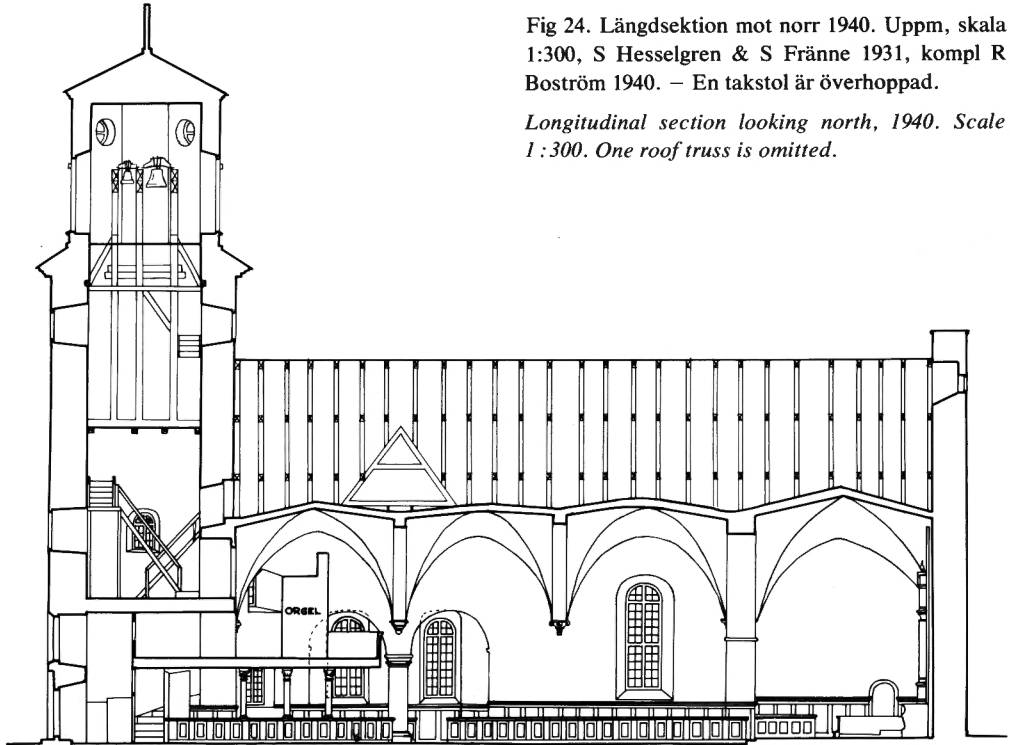 Fig 24. Längdsektion mot norr 1940. Uppm, skala
1:300, S Hesselgren & S Fränne 1931, kompl R
Boström 1940. – En takstol är överhoppad.
Longitudinal section looking north, 1940. Scale
1:300. One roof truss is omitted.
ORGEL